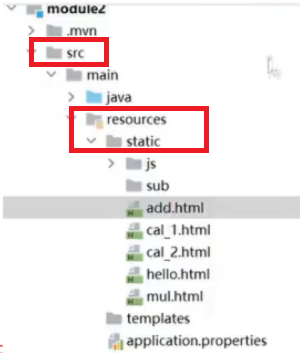 module2
.mvn
src
main
java
resources
static
js
sub
add.html
cal_1.html
cal_2.html
hello.html
mul.html
templates
application.properties